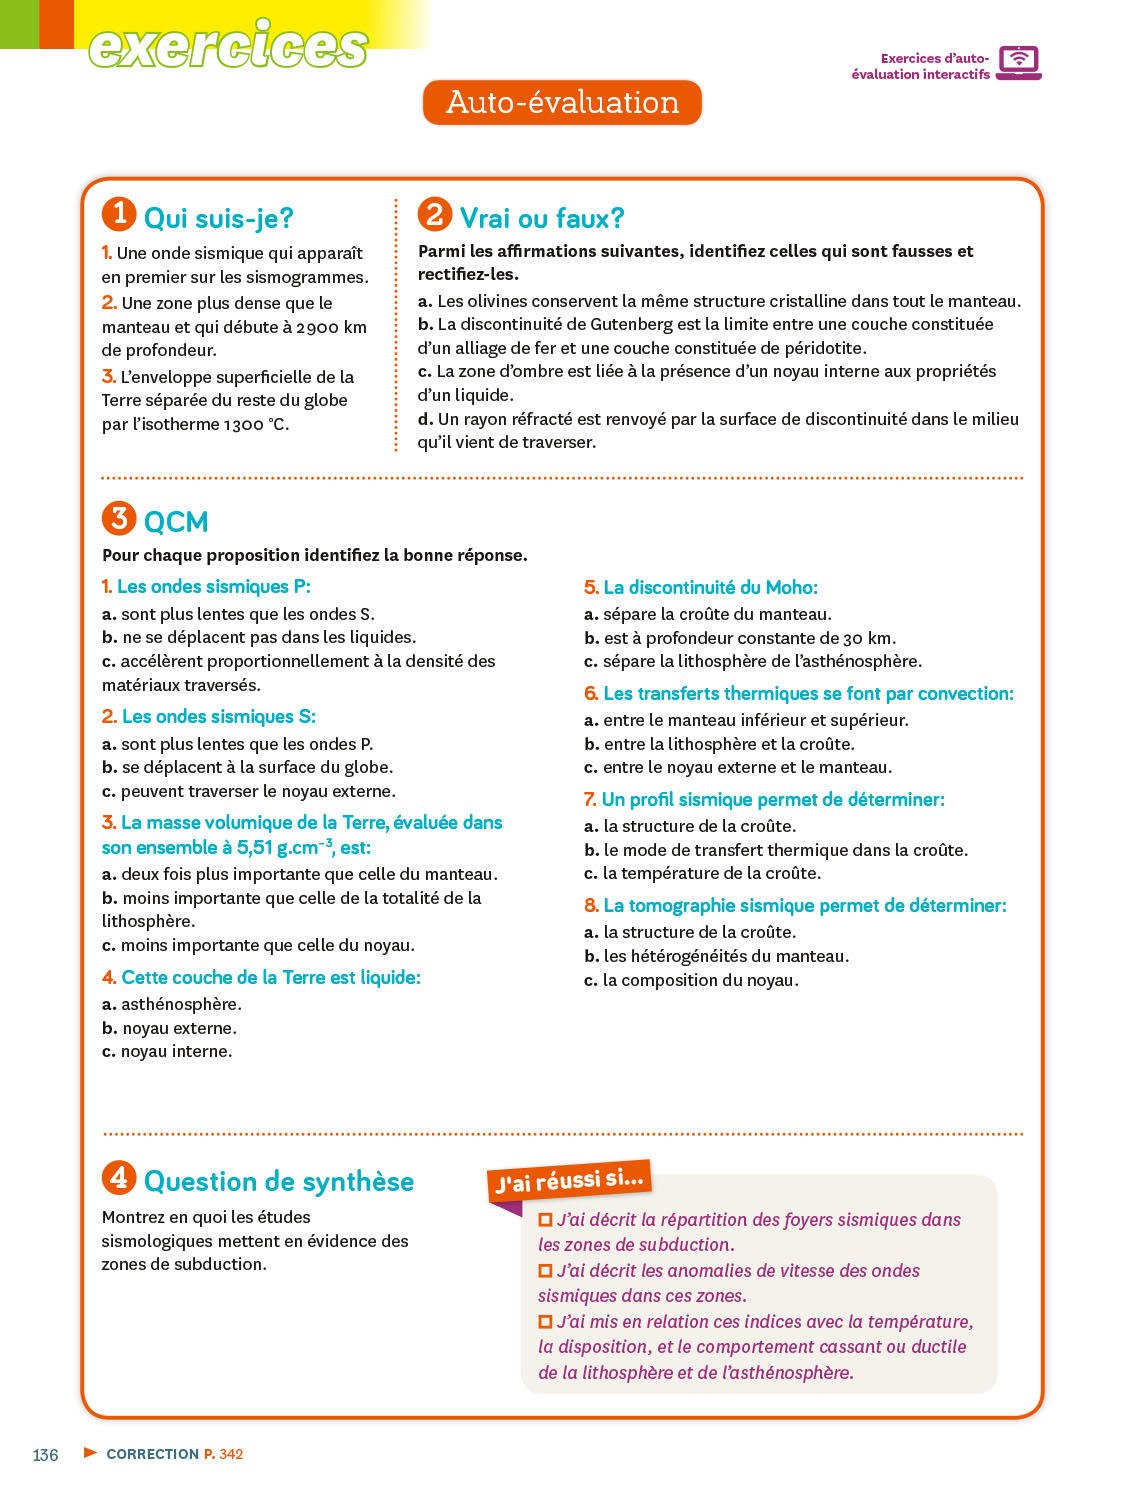 exercices
Exercices d'auto-
évaluation interactifs
Auto-évaluation
1 Qui suis-je?
1. Une onde sismique qui apparaît
en premier sur les sismogrammes.
2. Une zone plus dense que le
manteau et qui débute à 2900 km
de profondeur.
3. L'enveloppe superficielle de la
Terre séparée du reste du globe
par l'isotherme 1300 °C.
2 Vrai ou faux?
Parmi les affirmations suivantes, identifiez celles qui sont fausses et
rectifiez-les.
a. Les olivines conservent la même structure cristalline dans tout le manteau.
b. La discontinuité de Gutenberg est la limite entre une couche constituée
d'un alliage de fer et une couche constituée de péridotite.
c. La zone d'ombre est liée à la présence d'un noyau interne aux propriétés
d'un liquide.
d. Un rayon réfracté est renvoyé par la surface de discontinuité dans le milieu
qu'il vient de traverser.
3 QCM
Pour chaque proposition identifiez la bonne réponse.
1. Les ondes sismiques P:
a. sont plus lentes que les ondes S.
b. ne se déplacent pas dans les liquides.
c. accélèrent proportionnellement à la densité des
matériaux traversés.
2. Les ondes sismiques S:
a. sont plus lentes que les ondes P.
b. se déplacent à la surface du globe.
c. peuvent traverser le noyau externe.
3. La masse volumique de la Terre, évaluée dans
son ensemble à 5,51 g.cm⁻³, est:
a. deux fois plus importante que celle du manteau.
b. moins importante que celle de la totalité de la
lithosphère.
c. moins importante que celle du noyau.
4. Cette couche de la Terre est liquide:
a. asthénosphère.
b. noyau externe.
c. noyau interne.
5. La discontinuité du Moho:
a. sépare la croûte du manteau.
b. est à profondeur constante de 30 km.
c. sépare la lithosphère de l'asthénosphère.
6. Les transferts thermiques se font par convection:
a. entre le manteau inférieur et supérieur.
b. entre la lithosphère et la croûte.
c. entre le noyau externe et le manteau.
7. Un profil sismique permet de déterminer:
a. la structure de la croûte.
b. le mode de transfert thermique dans la croûte.
c. la température de la croûte.
8. La tomographie sismique permet de déterminer:
a. la structure de la croûte.
b. les hétérogénéités du manteau.
c. la composition du noyau.
4 Question de synthèse
Montrez en quoi les études
sismologiques mettent en évidence des
zones de subduction.
J'ai réussi si...
J'ai décrit la répartition des foyers sismiques dans
les zones de subduction.
J'ai décrit les anomalies de vitesse des ondes
sismiques dans ces zones.
J'ai mis en relation ces indices avec la température,
la disposition, et le comportement cassant ou ductile
de la lithosphère et de l'asthénosphère.
136
CORRECTION P. 342